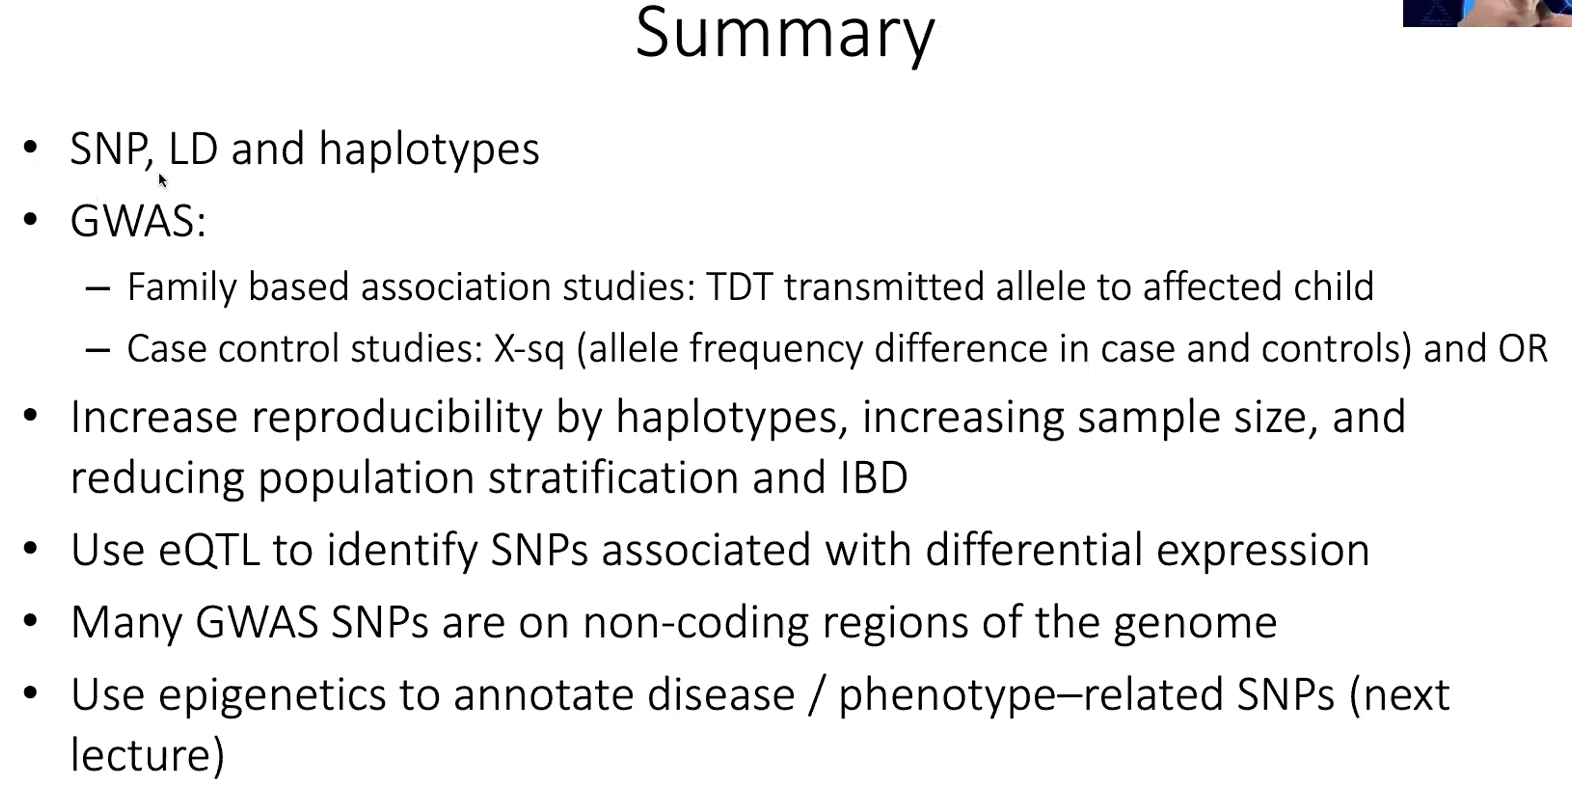 Summary
• SNP, LD and haplotypes
• GWAS:
– Family based association studies: TDT transmitted allele to affected child
– Case control studies: X-sq (allele frequency difference in case and controls) and OR
• Increase reproducibility by haplotypes, increasing sample size, and
reducing population stratification and IBD
• Use eQTL to identify SNPs associated with differential expression
• Many GWAS SNPs are on non-coding regions of the genome
• Use epigenetics to annotate disease / phenotype–related SNPs (next
lecture)